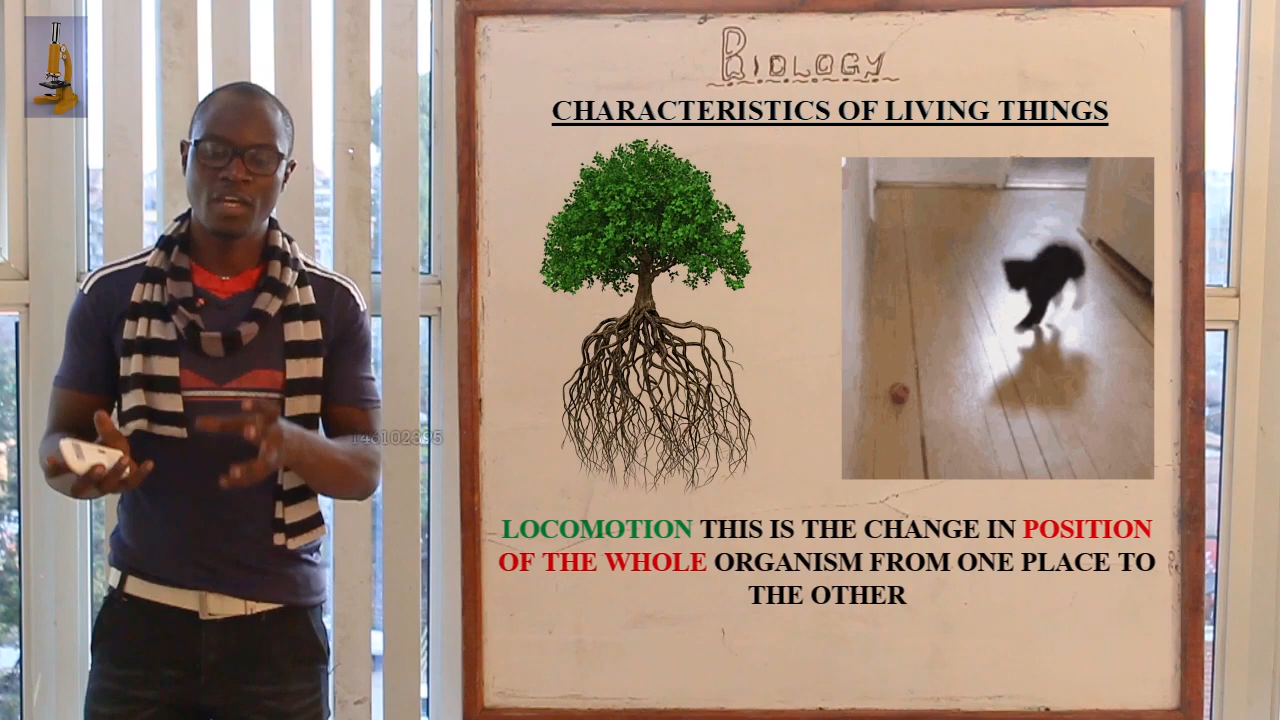 BIOLOGY
CHARACTERISTICS OF LIVING THINGS
146102395
LOCOMOTION THIS IS THE CHANGE IN POSITION
OF THE WHOLE ORGANISM FROM ONE PLACE TO
THE OTHER